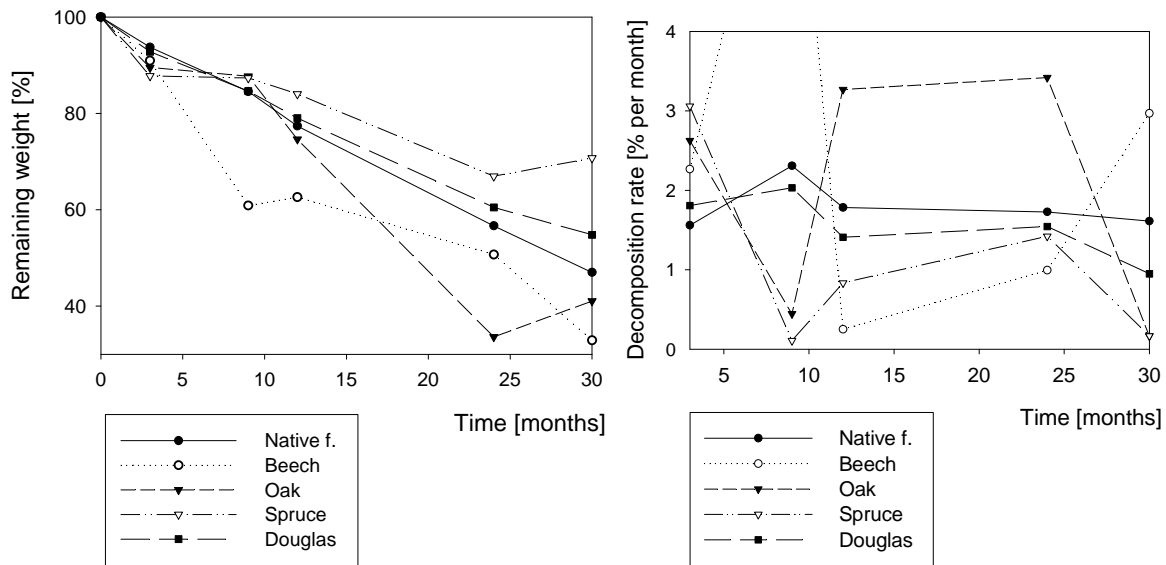 Remaining weight [%]
100
80
60
40
0 5 10 15 20 25 30
Time [months]
Native f.
Beech
Oak
Spruce
Douglas
Decomposition rate [% per month]
4
3
2
1
0
5 10 15 20 25 30
Time [months]
Native f.
Beech
Oak
Spruce
Douglas